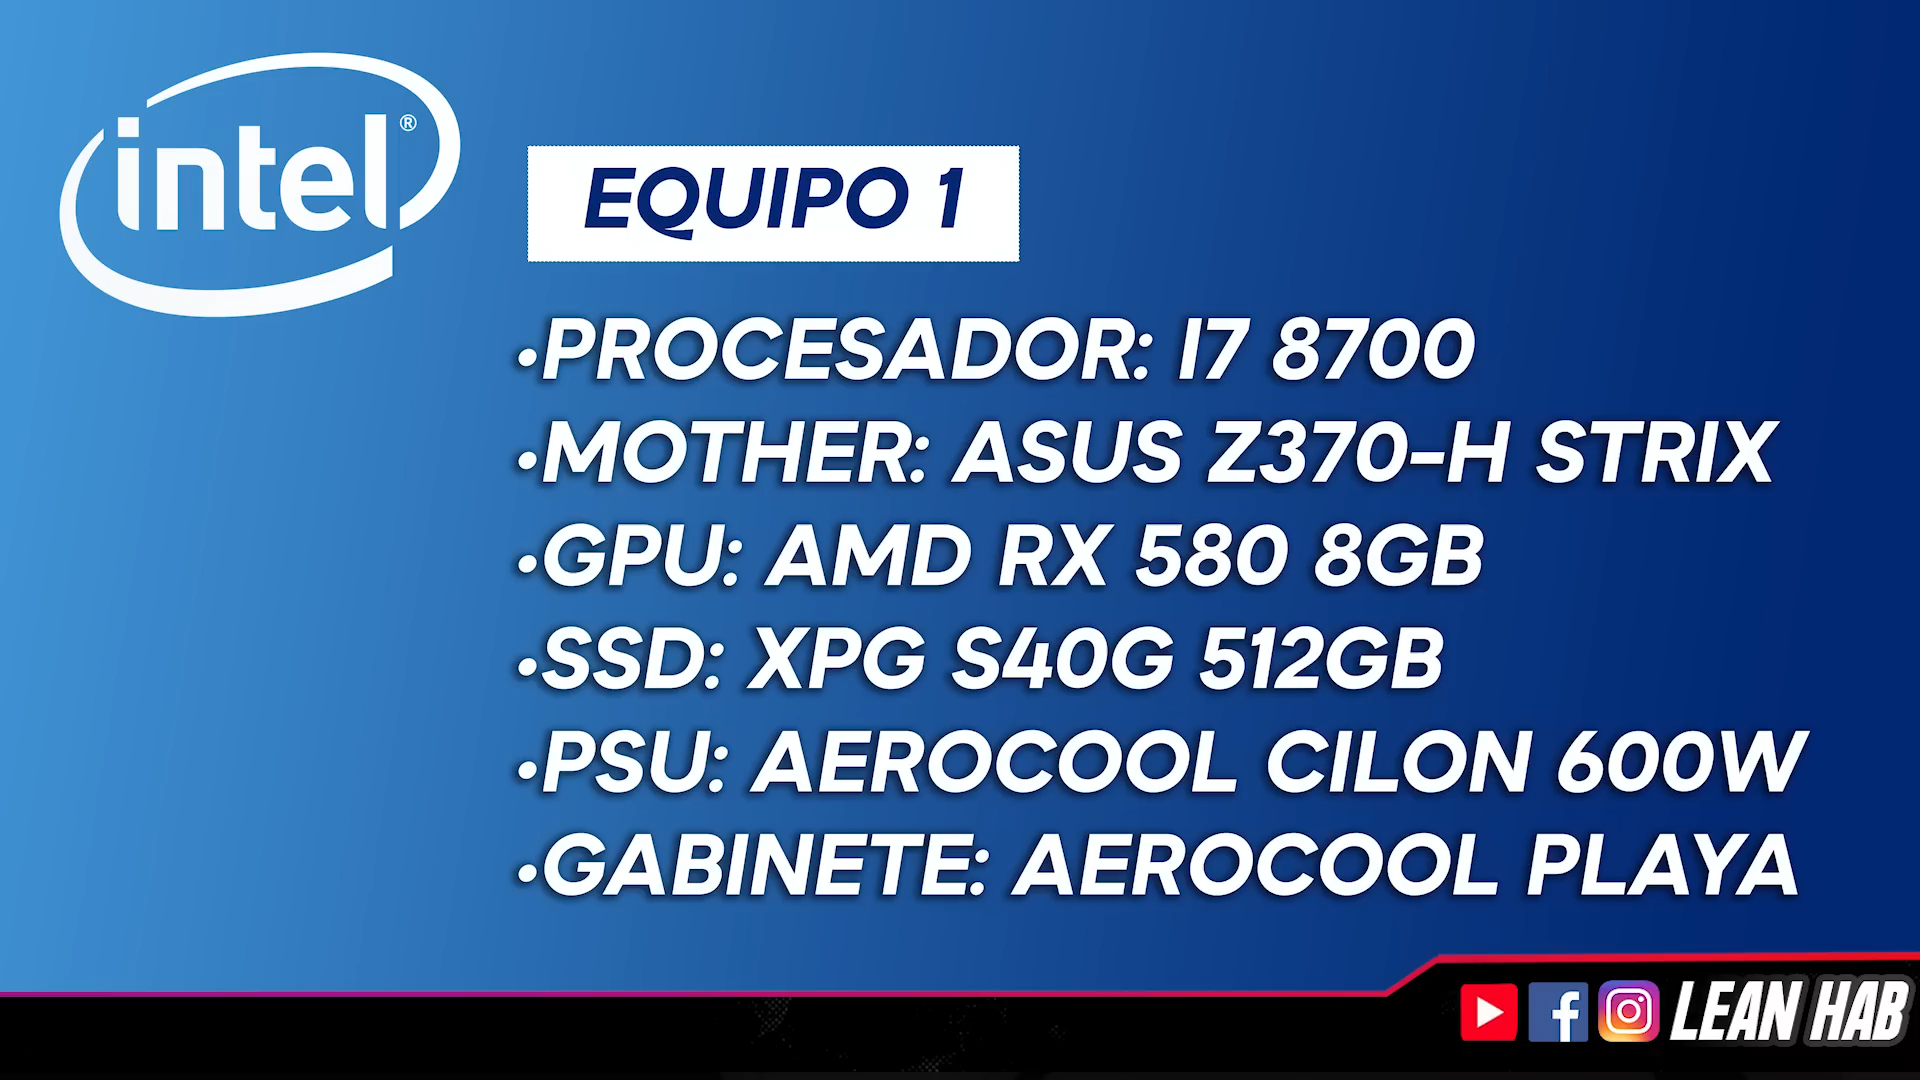 intel®
EQUIPO 1
•PROCESADOR: I7 8700
•MOTHER: ASUS Z370-H STRIX
•GPU: AMD RX 580 8GB
•SSD: XPG S40G 512GB
•PSU: AEROCOOL CILON 600W
•GABINETE: AEROCOOL PLAYA
LEAN HAB